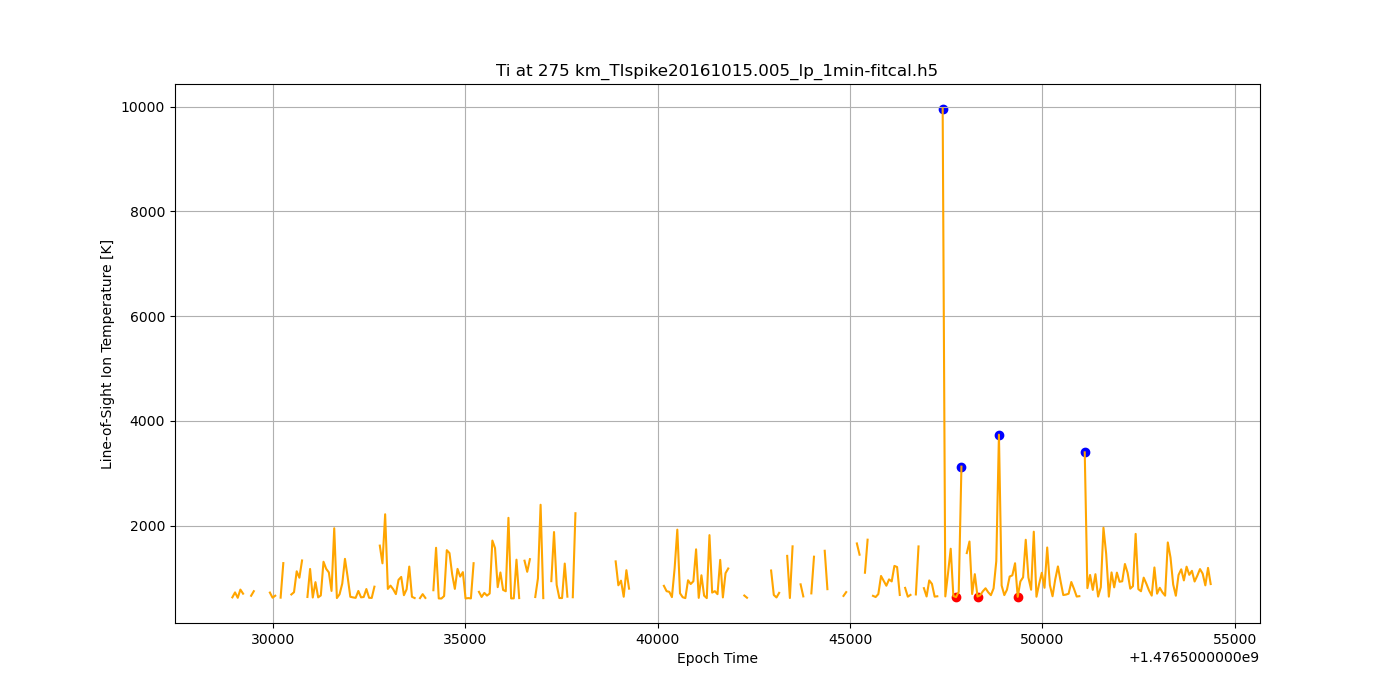 Ti at 275 km_TIspike20161015.005_lp_1min-fitcal.h5
Line-of-Sight Ion Temperature [K]
10000
8000
6000
4000
2000
30000 35000 40000 45000 50000 55000
Epoch Time
+1.4765000000e9